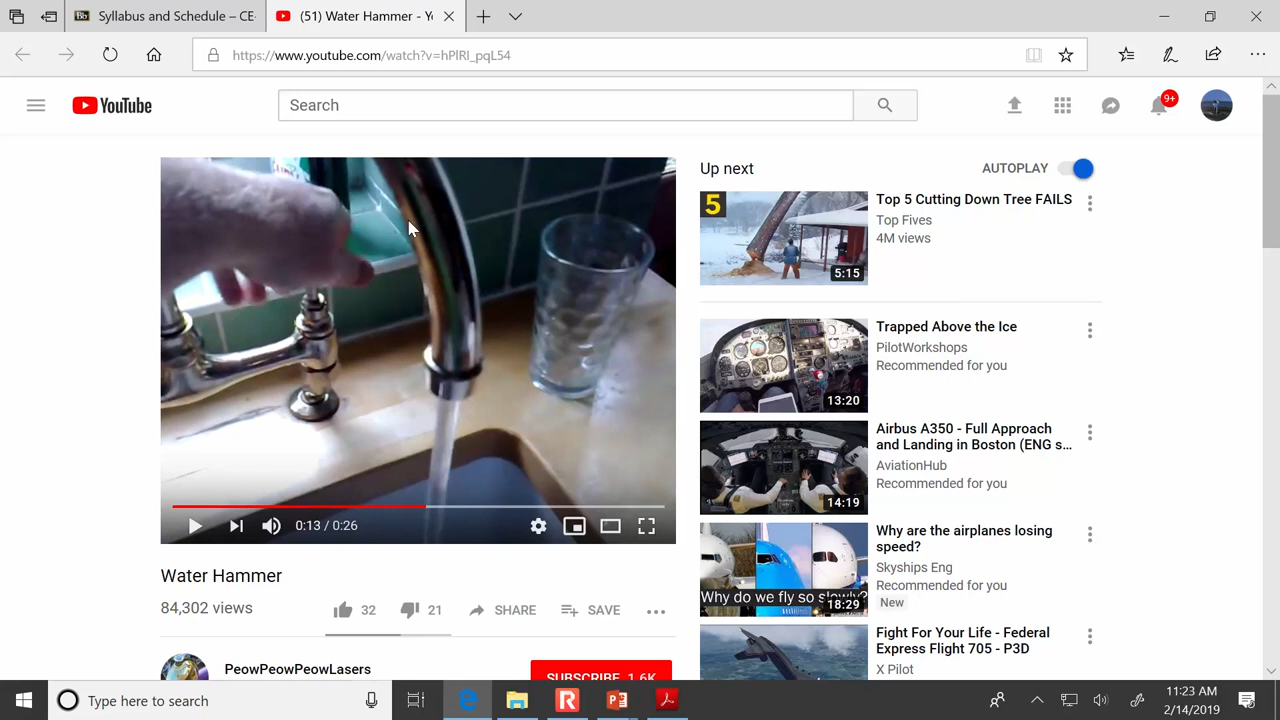 Syllabus and Schedule – CE-
(51) Water Hammer - Yo
https://www.youtube.com/watch?v=hPlRI_pqL54
YouTube
Search
9+
Up next
AUTOPLAY
5
Top 5 Cutting Down Tree FAILS
Top Fives
4M views
5:15
Trapped Above the Ice
PilotWorkshops
Recommended for you
13:20
Airbus A350 - Full Approach
and Landing in Boston (ENG s...
AviationHub
Recommended for you
14:19
Why are the airplanes losing
speed?
Skyships Eng
Recommended for you
New
Why do we fly so slowly?
18:29
Fight For Your Life - Federal
Express Flight 705 - P3D
X Pilot
0:13 / 0:26
Water Hammer
84,302 views
32
21
SHARE
SAVE
PeowPeowPeowLasers
SUBSCRIBE 1.6K
Type here to search
11:23 AM
2/14/2019